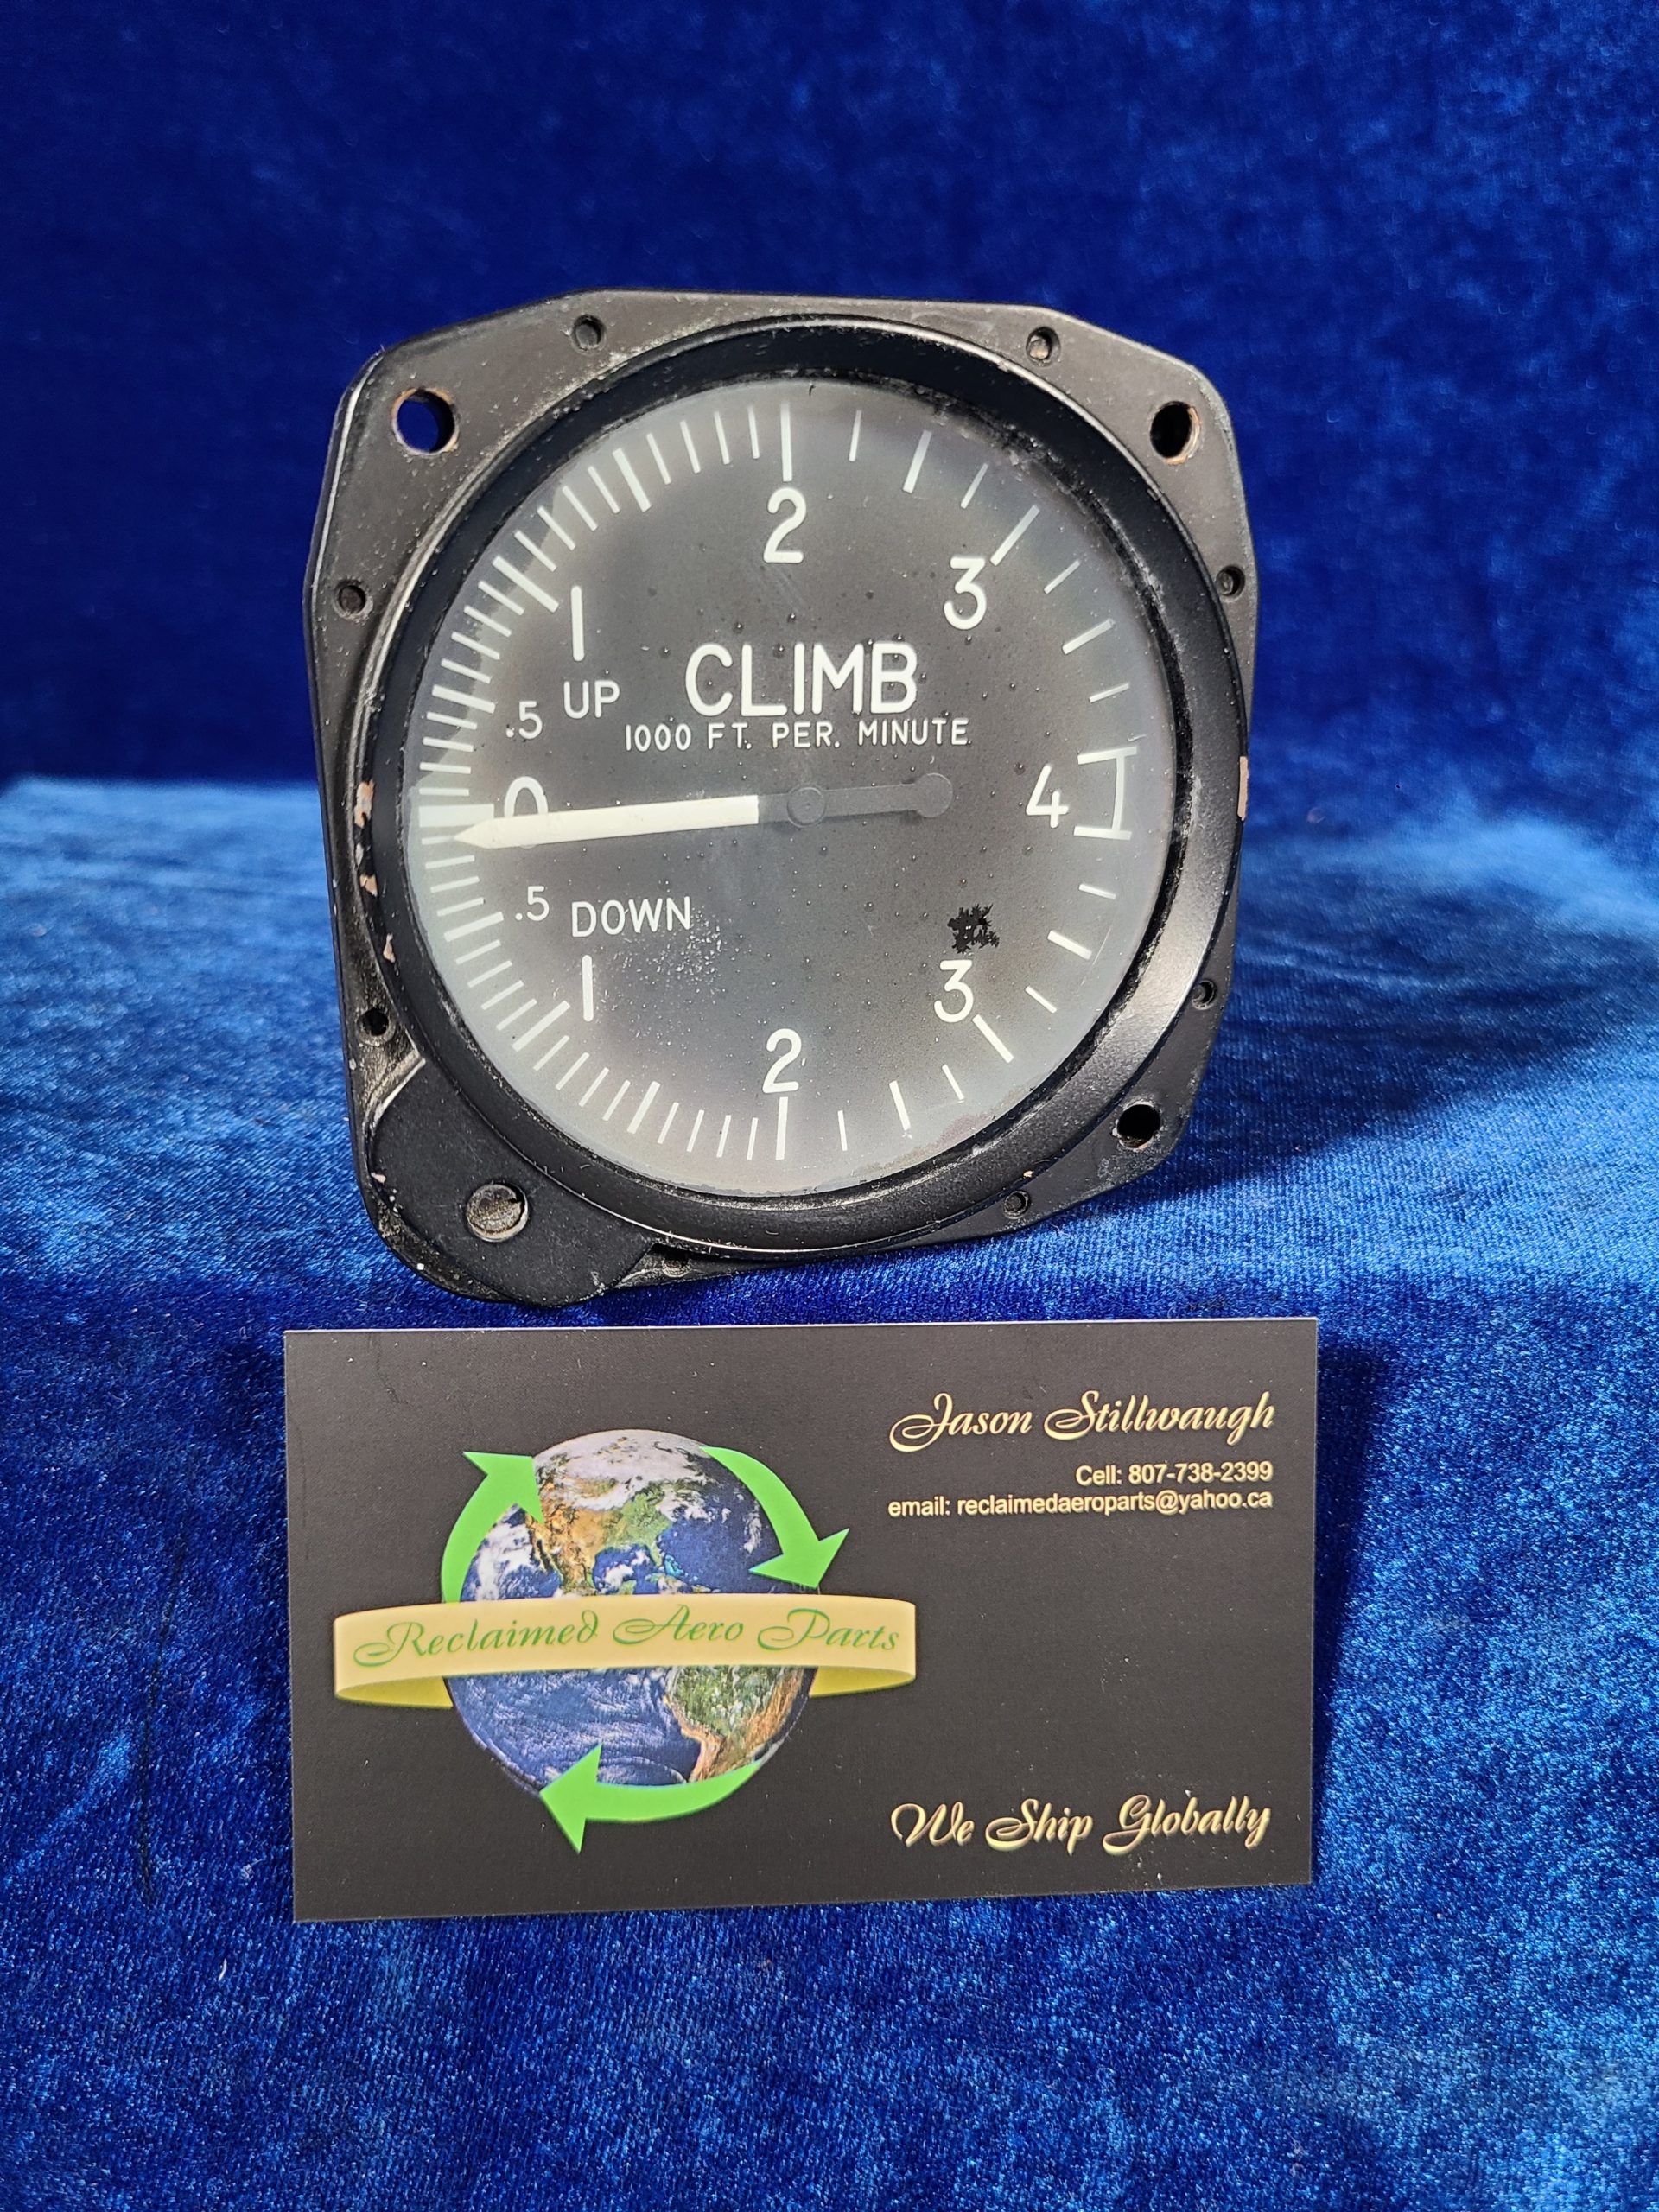 2
3
1
UP
CLIMB
.5
1000 FT. PER. MINUTE
0
4
.5
DOWN
1
3
2
Jason Stillwaugh
Cell: 807-738-2399
email: reclaimedaeroparts@yahoo.ca
Reclaimed Aero Parts
We Ship Globally